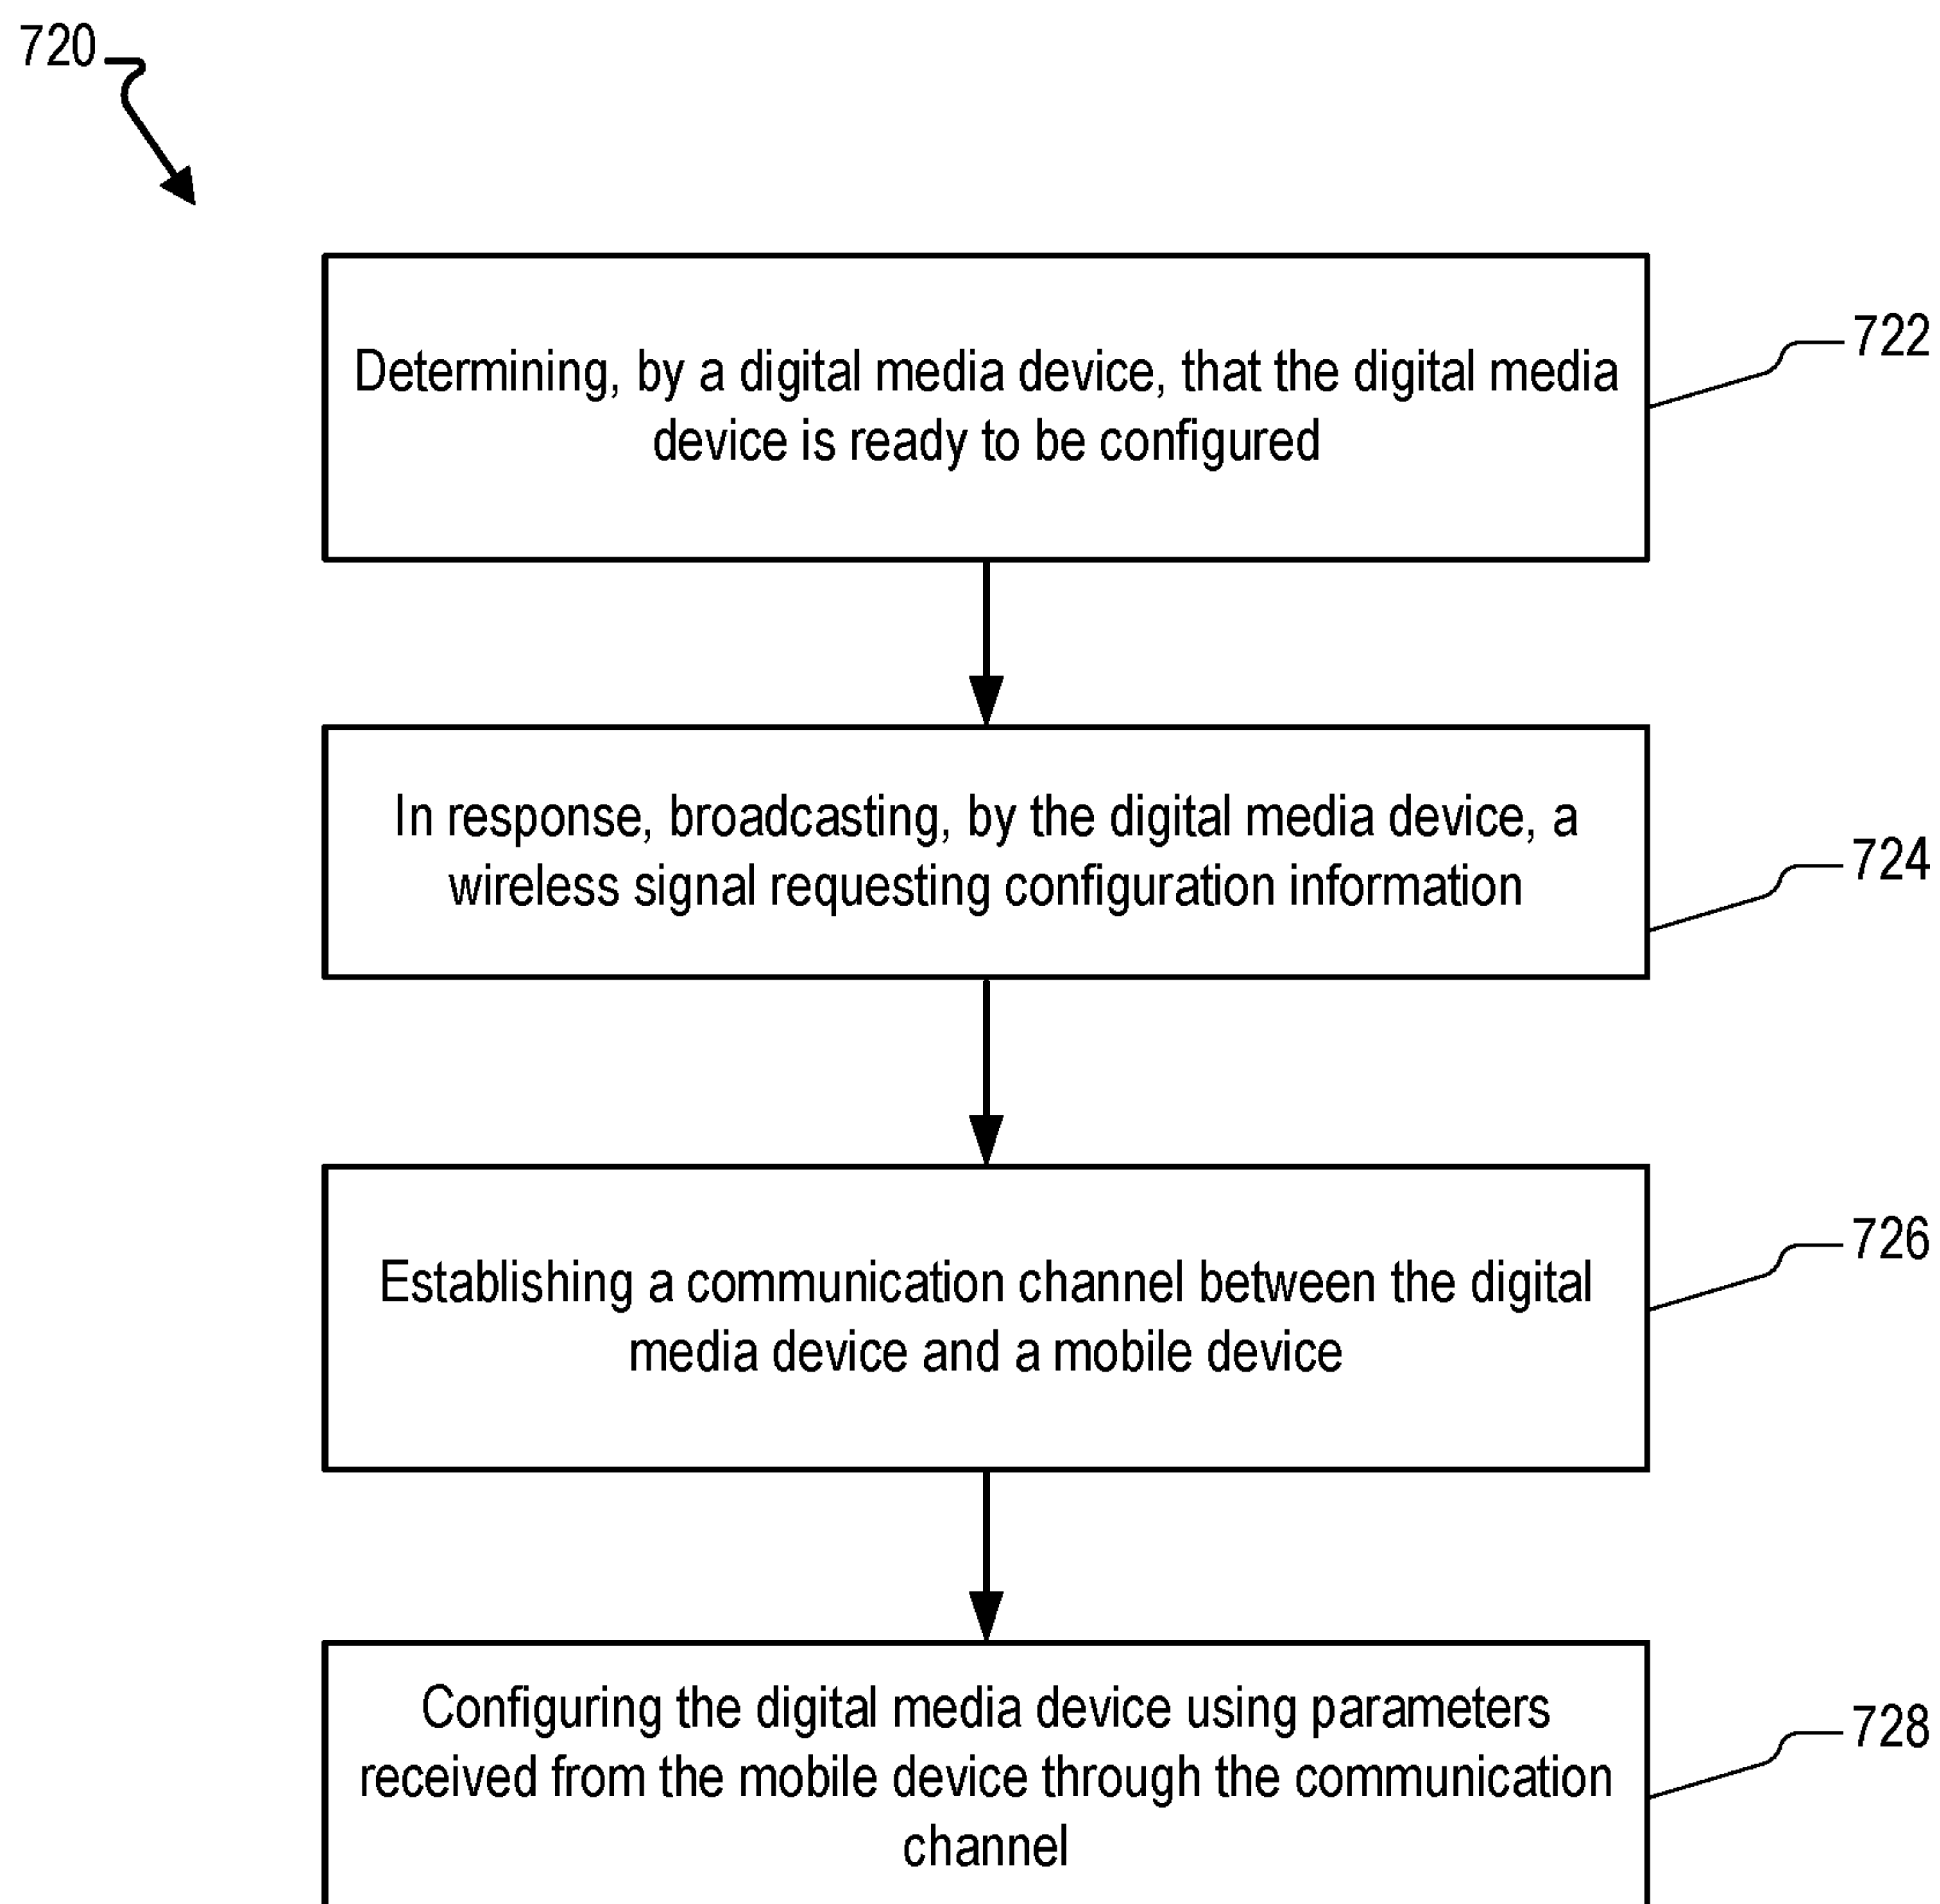 720
Determining, by a digital media device, that the digital media
device is ready to be configured
722
In response, broadcasting, by the digital media device, a
wireless signal requesting configuration information
724
Establishing a communication channel between the digital
media device and a mobile device
726
Configuring the digital media device using parameters
received from the mobile device through the communication
channel
728